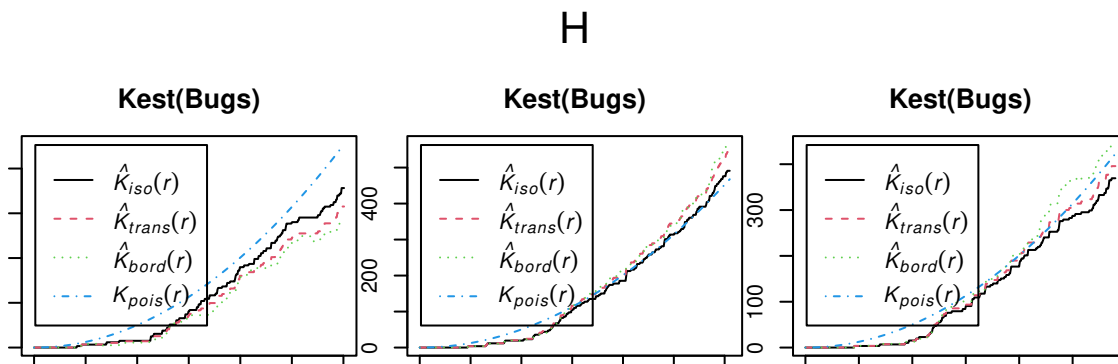 H
Kest(Bugs)
K̂iso(r)
K̂trans(r)
K̂bord(r)
Kpois(r)
Kest(Bugs)
0 200 400
K̂iso(r)
K̂trans(r)
K̂bord(r)
Kpois(r)
Kest(Bugs)
0 100 300
K̂iso(r)
K̂trans(r)
K̂bord(r)
Kpois(r)